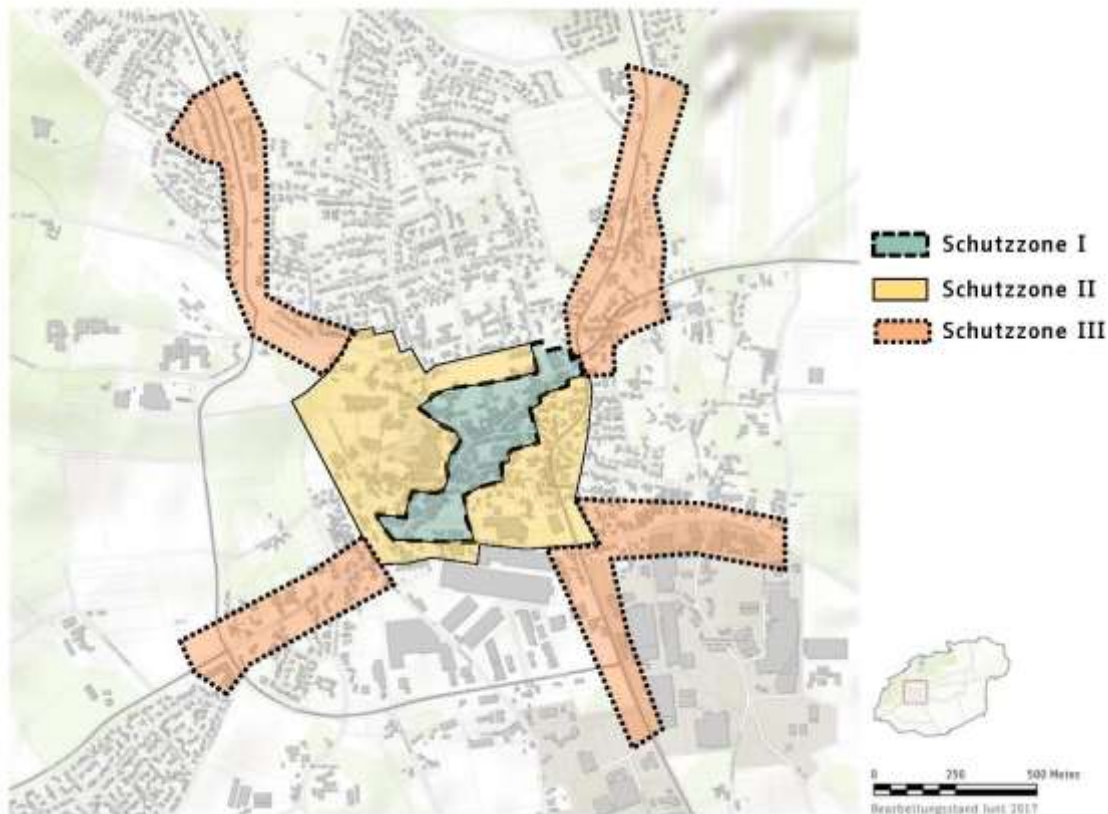 Schutzzone I
Schutzzone II
Schutzzone III
0 250 500 Meter
Bearbeitungsstand Juni 2017